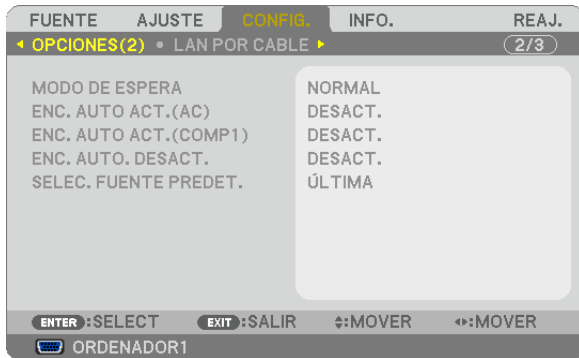 FUENTE AJUSTE CONFIG. INFO. REAJ.
OPCIONES(2) • LAN POR CABLE 2/3
MODO DE ESPERA NORMAL
ENC. AUTO ACT.(AC) DESACT.
ENC. AUTO ACT.(COMP1) DESACT.
ENC. AUTO. DESACT. DESACT.
SELEC. FUENTE PREDET. ÚLTIMA
ENTER :SELECT EXIT :SALIR :MOVER :MOVER
ORDENADOR1